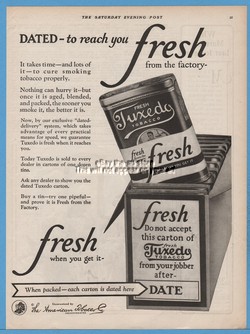 THE SATURDAY EVENING POST
DATED - to reach you fresh
from the factory-
It takes time—and lots of
it—to cure smoking
tobacco properly.
Nothing can hurry it—but
once it is aged, blended,
and packed, the sooner you
smoke it, the better it is.
Now, by our exclusive "dated-
delivery" system, which takes
advantage of every practical
means for speed, we guarantee
Tuxedo is fresh when it reaches
you.
Today Tuxedo is sold to every
dealer in cartons of one dozen
tins.
Ask any dealer to show you the
dated Tuxedo carton.
Buy a tin—try one pipeful—
and prove it is Fresh from the
Factory.
FRESH
Tuxedo
TOBACCO
fresh
fresh
when you get it-
fresh
Do not accept
this carton of
FRESH
Tuxedo
TOBACCO
from your jobber
after-
DATE
When packed—each carton is dated here
Guaranteed by
The American Tobacco Co.